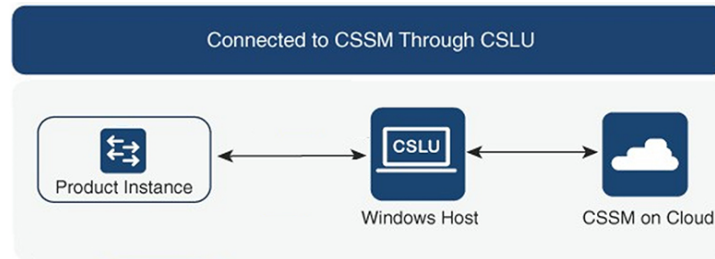 Connected to CSSM Through CSLU
CSLU
Product Instance
Windows Host
CSSM on Cloud